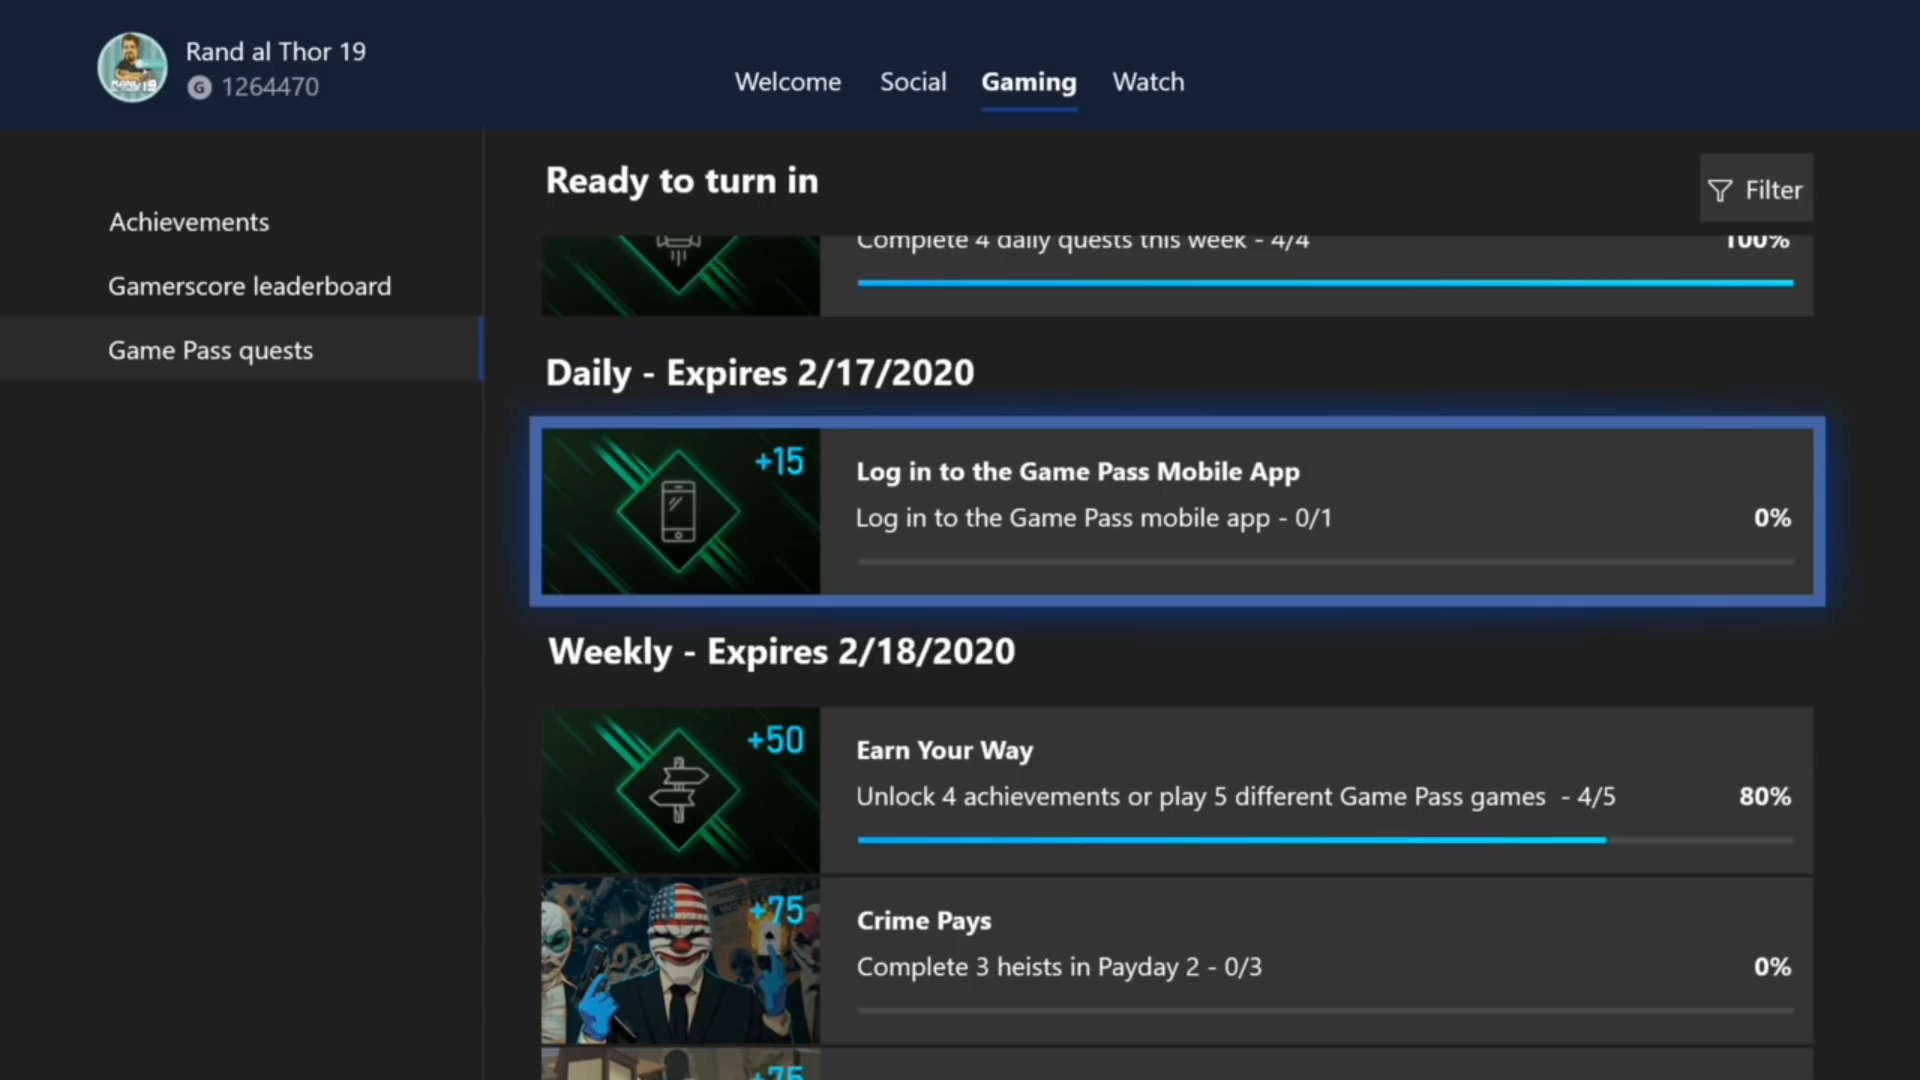 Rand al Thor 19
G 1264470
Welcome
Social
Gaming
Watch
Achievements
Gamerscore leaderboard
Game Pass quests
Ready to turn in
Filter
Complete 4 daily quests this week - 4/4
100%
Daily - Expires 2/17/2020
+15
Log in to the Game Pass Mobile App
Log in to the Game Pass mobile app - 0/1
0%
Weekly - Expires 2/18/2020
+50
Earn Your Way
Unlock 4 achievements or play 5 different Game Pass games - 4/5
80%
+75
Crime Pays
Complete 3 heists in Payday 2 - 0/3
0%
+75